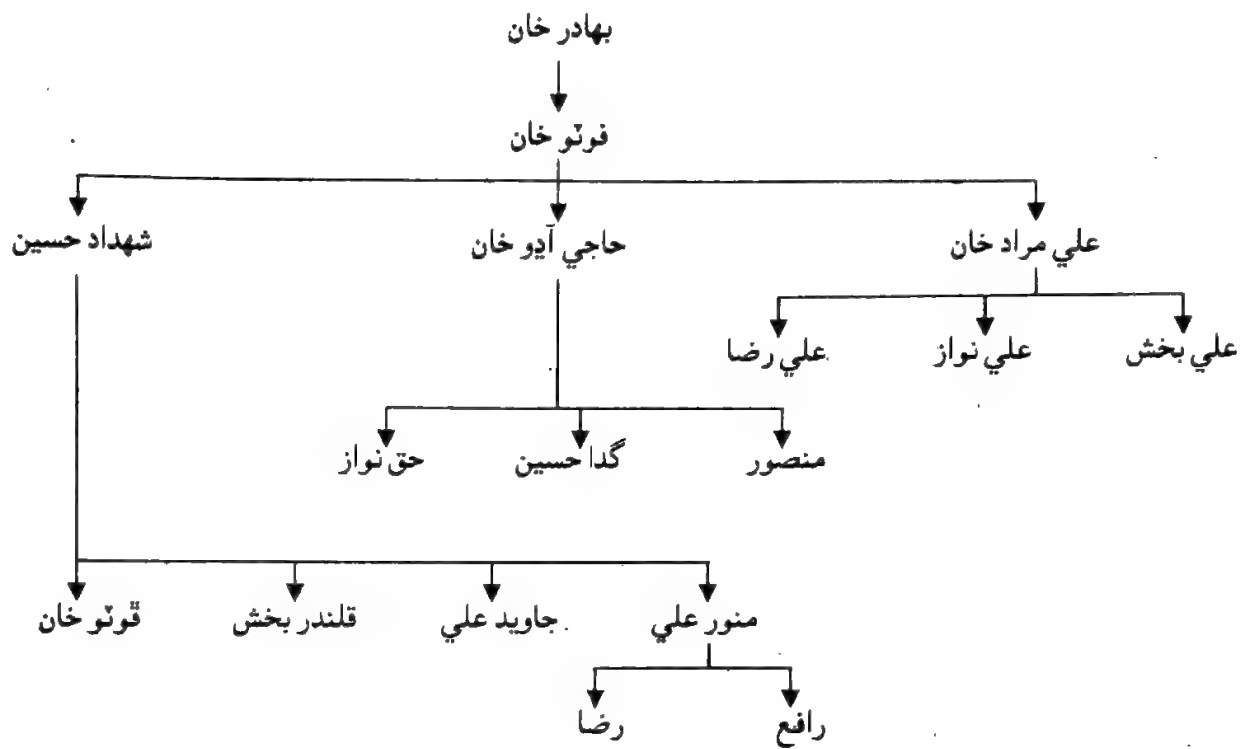 بهادر خان
فوٽو خان
علي مراد خان
حاجي آڍو خان
شهداد حسين
علي بخش
علي نواز
علي رضا
منصور
گدا حسين
حق نواز
منور علي
جاويد علي
قلندر بخش
ڦوٽو خان
رافع
رضا